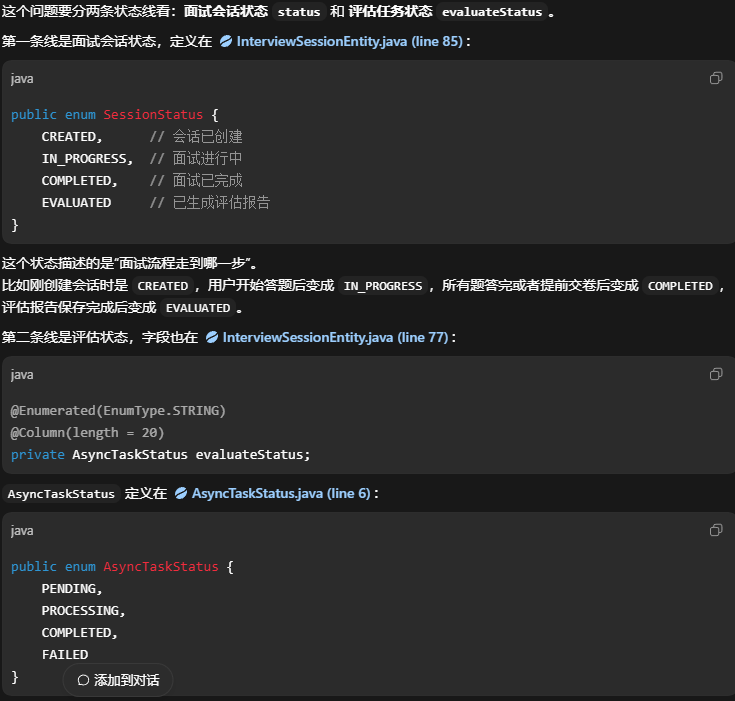 这个问题要分两条状态线看：面试会话状态 status 和 评估任务状态 evaluateStatus 。
第一条线是面试会话状态，定义在 InterviewSessionEntity.java (line 85)：
java
public enum SessionStatus {
    CREATED,      // 会话已创建
    IN_PROGRESS,  // 面试进行中
    COMPLETED,    // 面试已完成
    EVALUATED     // 已生成评估报告
}
这个状态描述的是“面试流程走到哪一步”。
比如刚创建会话时是 CREATED ，用户开始答题后变成 IN_PROGRESS ，所有题答完或者提前交卷后变成 COMPLETED ，
评估报告保存完成后变成 EVALUATED 。
第二条线是评估状态，字段也在 InterviewSessionEntity.java (line 77)：
java
@Enumerated(EnumType.STRING)
@Column(length = 20)
private AsyncTaskStatus evaluateStatus;
AsyncTaskStatus 定义在 AsyncTaskStatus.java (line 6)：
java
public enum AsyncTaskStatus {
    PENDING,
    PROCESSING,
    COMPLETED,
    FAILED
}
添加到对话